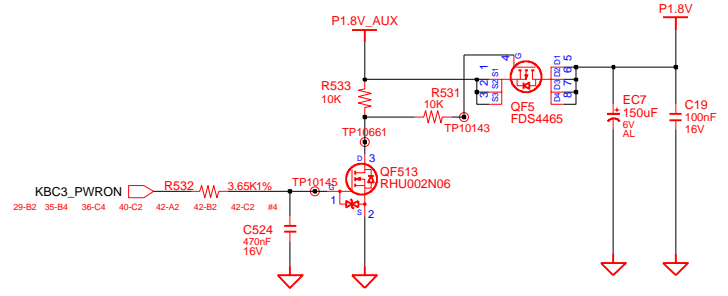 P1.8V_AUX
P1.8V
G
4
1 S1
2 S2
3 S3
D1 5
D2 6
D3 7
D4 8
R533
10K
R531
10K
QF5
FDS4465
EC7
150uF
6V
AL
C19
100nF
16V
TP10661
TP10143
D 3
QF513
RHU002N06
KBC3_PWRON
R532
3.65K1%
TP10145
G
1
S
2
29-B2 35-B4 36-C4 40-C2 42-A2 42-B2 42-C2 #4
C524
470nF
16V